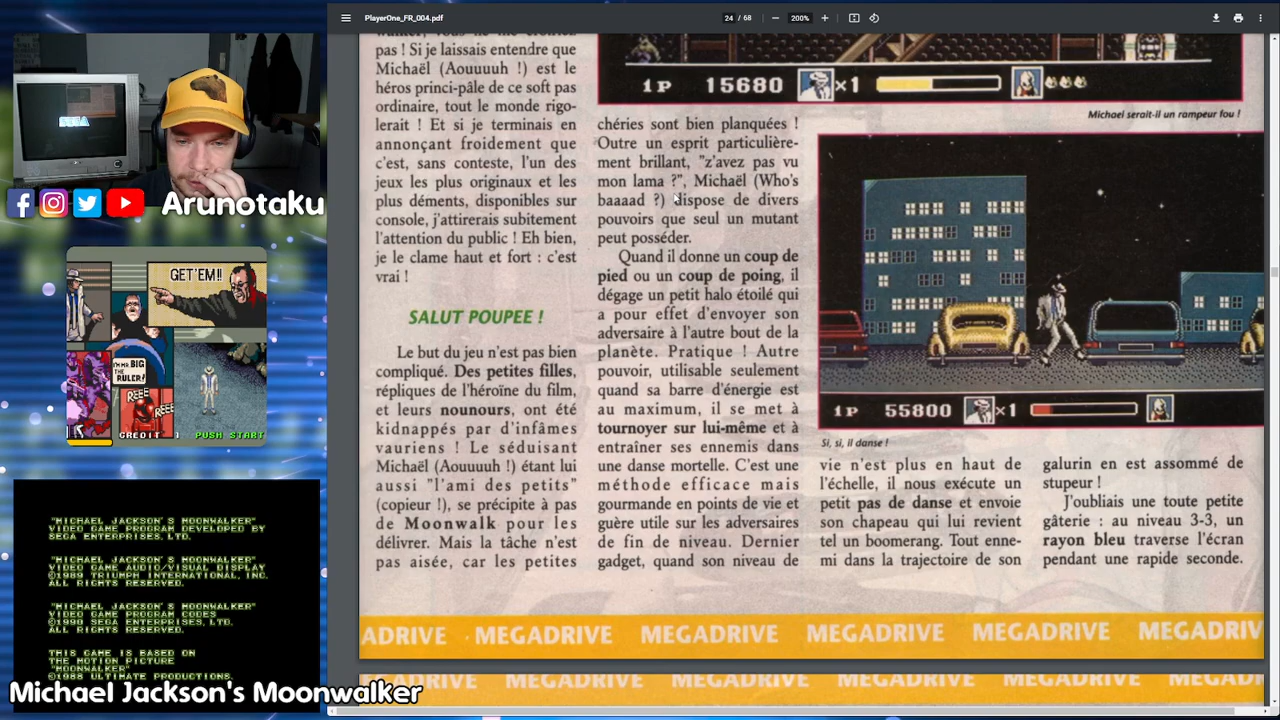 PlayerOne_FR_004.pdf
24 / 68
200%
SEGA
Arunotaku
GET'EM!!
I'M MR. BIG
THE
RULER!
REEE
REEE
CREDIT
PUSH START
"MICHAEL JACKSON'S MOONWALKER"
VIDEO GAME PROGRAM DEVELOPED BY
SEGA ENTERPRISES, LTD.
"MICHAEL JACKSON'S MOONWALKER"
VIDEO GAME AUDIO/VISUAL DISPLAY
©1989 TRIUMPH INTERNATIONAL, INC.
ALL RIGHTS RESERVED.
"MICHAEL JACKSON'S MOONWALKER"
VIDEO GAME PROGRAM CODES
©1990 SEGA ENTERPRISES, LTD.
ALL RIGHTS RESERVED.
THIS GAME IS BASED ON
THE MOTION PICTURE
"MOONWALKER"
©1988 ULTIMATE PRODUCTIONS.
Michael Jackson's Moonwalker
pas ! Si je laissais entendre que
Michaël (Aouuuuh !) est le
héros princi-pâle de ce soft pas
ordinaire, tout le monde rigo-
lerait ! Et si je terminais en
annonçant froidement que
c'est, sans conteste, l'un des
jeux les plus originaux et les
plus déments, disponibles sur
console, j'attirerais subitement
l'attention du public ! Eh bien,
je le clame haut et fort : c'est
vrai !
SALUT POUPEE !
Le but du jeu n'est pas bien
compliqué. Des petites filles,
répliques de l'héroïne du film,
et leurs nounours, ont été
kidnappés par d'infâmes
vauriens ! Le séduisant
Michaël (Aouuuuh !) étant lui
aussi "l'ami des petits"
(copieur !), se précipite à pas
de Moonwalk pour les
délivrer. Mais la tâche n'est
pas aisée, car les petites
1P 15680 ×1
Michael serait-il un rampeur fou !
chéries sont bien planquées !
Outre un esprit particulière-
ment brillant, "z'avez pas vu
mon lama ?", Michaël (Who's
baaaad ?) dispose de divers
pouvoirs que seul un mutant
peut posséder.
Quand il donne un coup de
pied ou un coup de poing, il
dégage un petit halo étoilé qui
a pour effet d'envoyer son
adversaire à l'autre bout de la
planète. Pratique ! Autre
pouvoir, utilisable seulement
quand sa barre d'énergie est
au maximum, il se met à
tournoyer sur lui-même et à
entraîner ses ennemis dans
une danse mortelle. C'est une
méthode efficace mais
gourmande en points de vie et
guère utile sur les adversaires
de fin de niveau. Dernier
gadget, quand son niveau de
1P 55800 ×1
Si, si, il danse !
vie n'est plus en haut de
l'échelle, il nous exécute un
petit pas de danse et envoie
son chapeau qui lui revient
tel un boomerang. Tout enne-
mi dans la trajectoire de son
galurin en est assommé de
stupeur !
J'oubliais une toute petite
gâterie : au niveau 3-3, un
rayon bleu traverse l'écran
pendant une rapide seconde.
ADRIVE MEGADRIVE MEGADRIVE MEGADRIVE MEGADRIVE MEGADRIV
MEGADRIVE MEGADRIVE MEGADRIVE MEGADRIVE